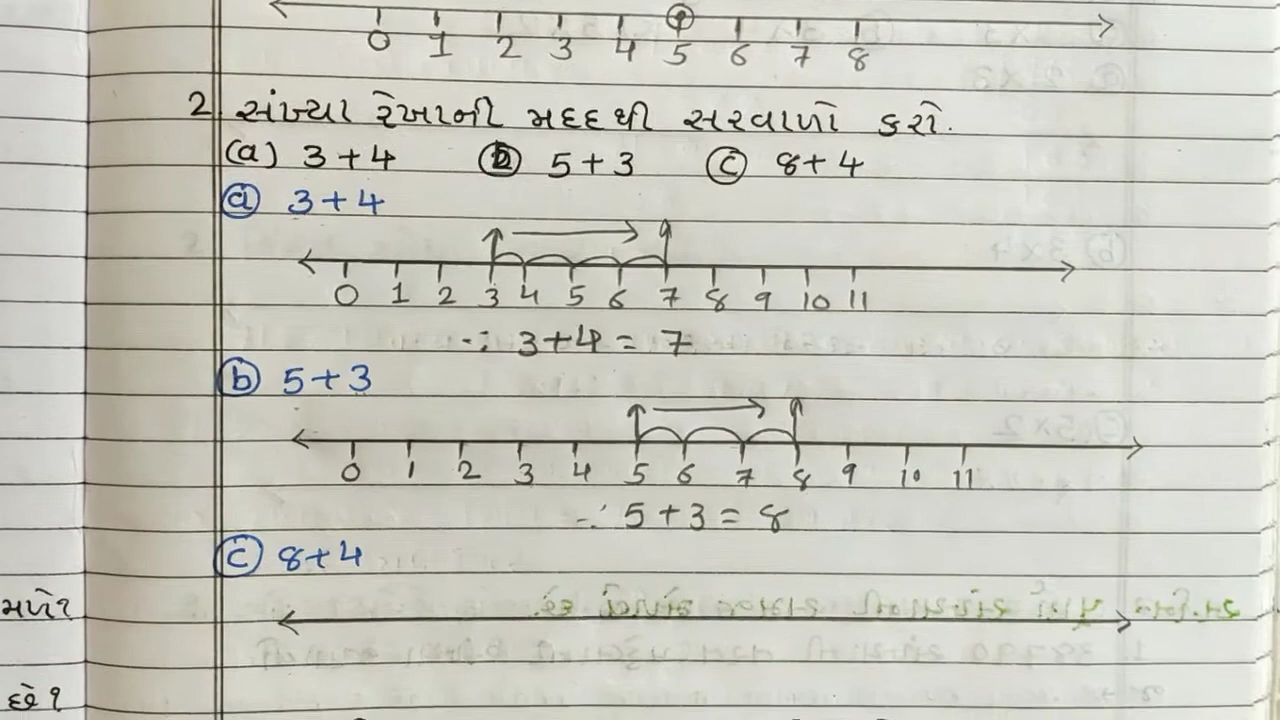 0 1 2 3 4 5 6 7 8
2 સંખ્યા રેખાની મદદથી સરવાળો કરો.
(a) 3+4 (b) 5+3 (c) 8+4
(a) 3+4
0 1 2 3 4 5 6 7 8 9 10 11
∴ 3+4 = 7
(b) 5+3
0 1 2 3 4 5 6 7 8 9 10 11
∴ 5+3 = 8
(c) 8+4